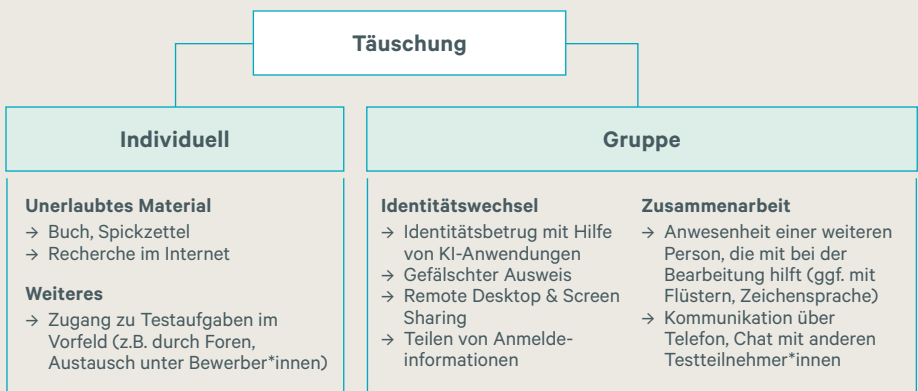 Täuschung
Individuell
Unerlaubtes Material
→ Buch, Spickzettel
→ Recherche im Internet
Weiteres
→ Zugang zu Testaufgaben im
Vorfeld (z.B. durch Foren,
Austausch unter Bewerber*innen)
Gruppe
Identitätswechsel
→ Identitätsbetrug mit Hilfe
von KI-Anwendungen
→ Gefälschter Ausweis
→ Remote Desktop & Screen
Sharing
→ Teilen von Anmelde-
informationen
Zusammenarbeit
→ Anwesenheit einer weiteren
Person, die mit bei der
Bearbeitung hilft (ggf. mit
Flüstern, Zeichensprache)
→ Kommunikation über
Telefon, Chat mit anderen
Testteilnehmer*innen